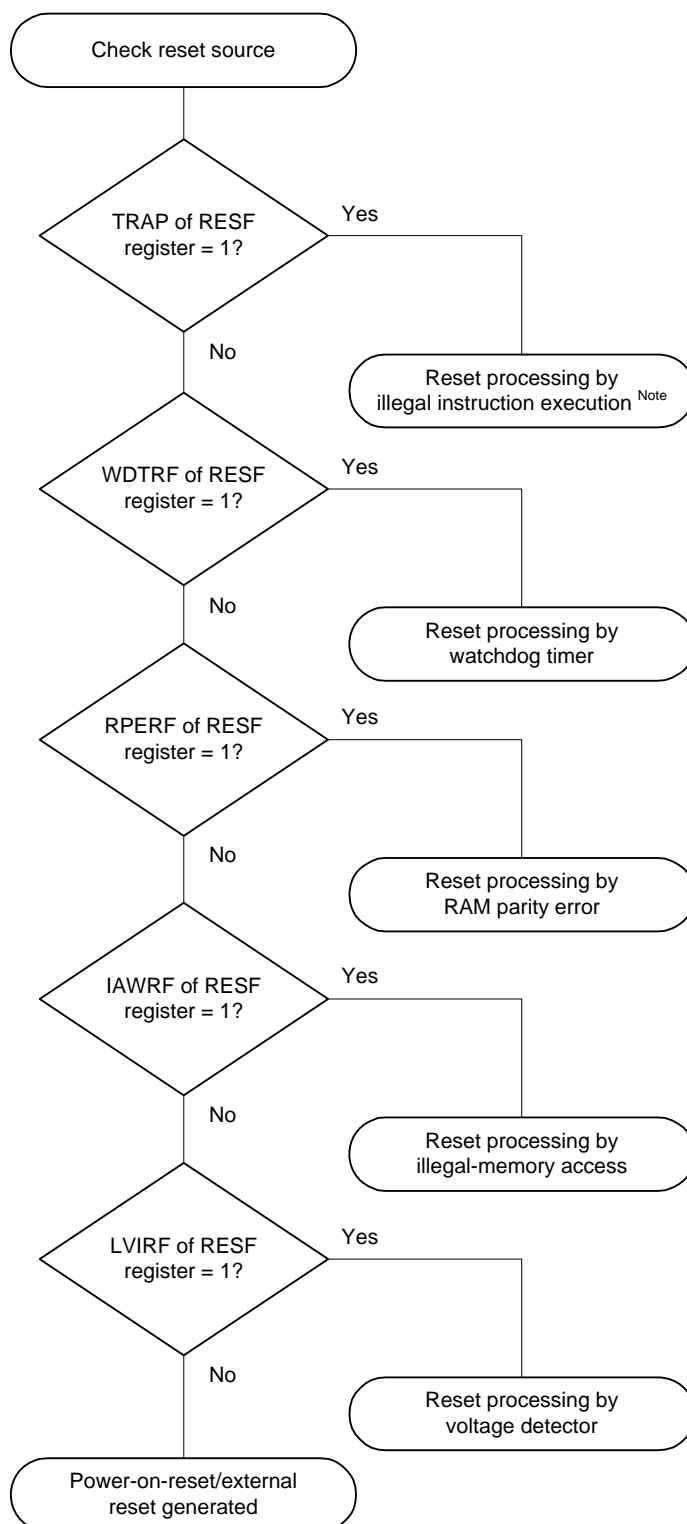 Check reset source
TRAP of RESF
register = 1?
Yes
No
Reset processing by
illegal instruction execution Note
WDTRF of RESF
register = 1?
Yes
No
Reset processing by
watchdog timer
RPERF of RESF
register = 1?
Yes
No
Reset processing by
RAM parity error
IAWRF of RESF
register = 1?
Yes
No
Reset processing by
illegal-memory access
LVIRF of RESF
register = 1?
Yes
No
Reset processing by
voltage detector
Power-on-reset/external
reset generated